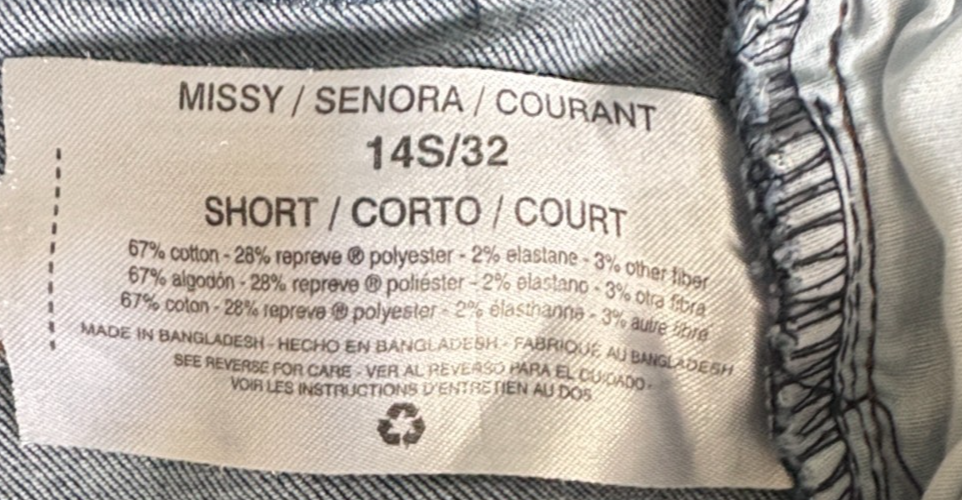 MISSY / SENORA / COURANT
14S/32
SHORT / CORTO / COURT
67% cotton - 28% repreve ® polyester - 2% elastane - 3% other fiber
67% algodón - 28% repreve ® poliéster - 2% elastano - 3% otra fibra
67% coton - 28% repreve ® polyester - 2% élasthanne - 3% autre fibre
MADE IN BANGLADESH - HECHO EN BANGLADESH - FABRIQUÉ AU BANGLADESH
SEE REVERSE FOR CARE - VER AL REVERSO PARA EL CUIDADO -
VOIR LES INSTRUCTIONS D'ENTRETIEN AU DOS